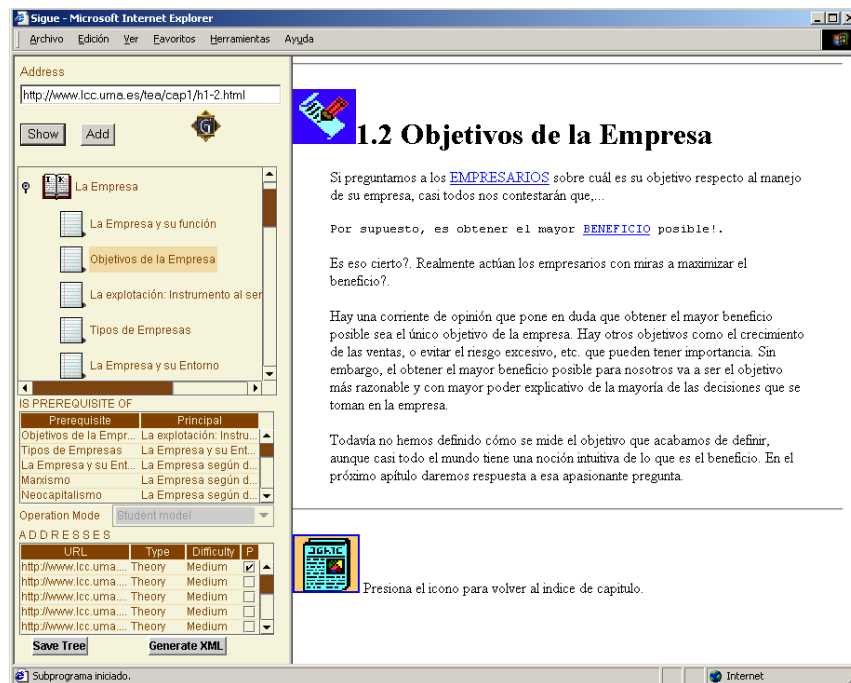 Sigue - Microsoft Internet Explorer
Archivo Edición Ver Favoritos Herramientas Ayuda
Address
http://www.lcc.uma.es/tea/cap1/h1-2.html
Show Add
La Empresa
La Empresa y su función
Objetivos de la Empresa
La explotación: Instrumento al ser
Tipos de Empresas
La Empresa y su Entorno
IS PREREQUISITE OF
Prerequisite Principal
Objetivos de la Empr... La explotación: Instru...
Tipos de Empresas La Empresa y su Ent...
La Empresa y su Ent... La Empresa según d...
Marxismo La Empresa según d...
Neocapitalismo La Empresa según d...
Operation Mode Student model
ADDRESSES
URL Type Difficulty P
http://www.lcc.uma.... Theory Medium
http://www.lcc.uma.... Theory Medium
http://www.lcc.uma.... Theory Medium
http://www.lcc.uma.... Theory Medium
http://www.lcc.uma.... Theory Medium
Save Tree Generate XML
1.2 Objetivos de la Empresa
Si preguntamos a los EMPRESARIOS sobre cuál es su objetivo respecto al manejo
de su empresa, casi todos nos contestarán que,...
Por supuesto, es obtener el mayor BENEFICIO posible!.
Es eso cierto?. Realmente actúan los empresarios con miras a maximizar el
beneficio?.
Hay una corriente de opinión que pone en duda que obtener el mayor beneficio
posible sea el único objetivo de la empresa. Hay otros objetivos como el crecimiento
de las ventas, o evitar el riesgo excesivo, etc. que pueden tener importancia. Sin
embargo, el obtener el mayor beneficio posible para nosotros va a ser el objetivo
más razonable y con mayor poder explicativo de la mayoría de las decisiones que se
toman en la empresa.
Todavía no hemos definido cómo se mide el objetivo que acabamos de definir,
aunque casi todo el mundo tiene una noción intuitiva de lo que es el beneficio. En el
próximo apítulo daremos respuesta a esa apasionante pregunta.
Presiona el icono para volver al indice de capitulo.
Subprograma iniciado.
Internet